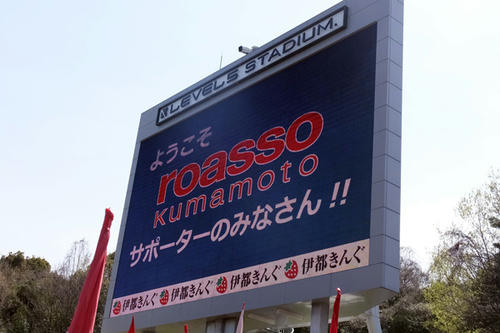 LEVEL5 STADIUM.
ようこそ
roasso
Kumamoto
サポーターのみなさん!!
伊都きんぐ 伊都きんぐ 伊都きんぐ 伊都きんぐ